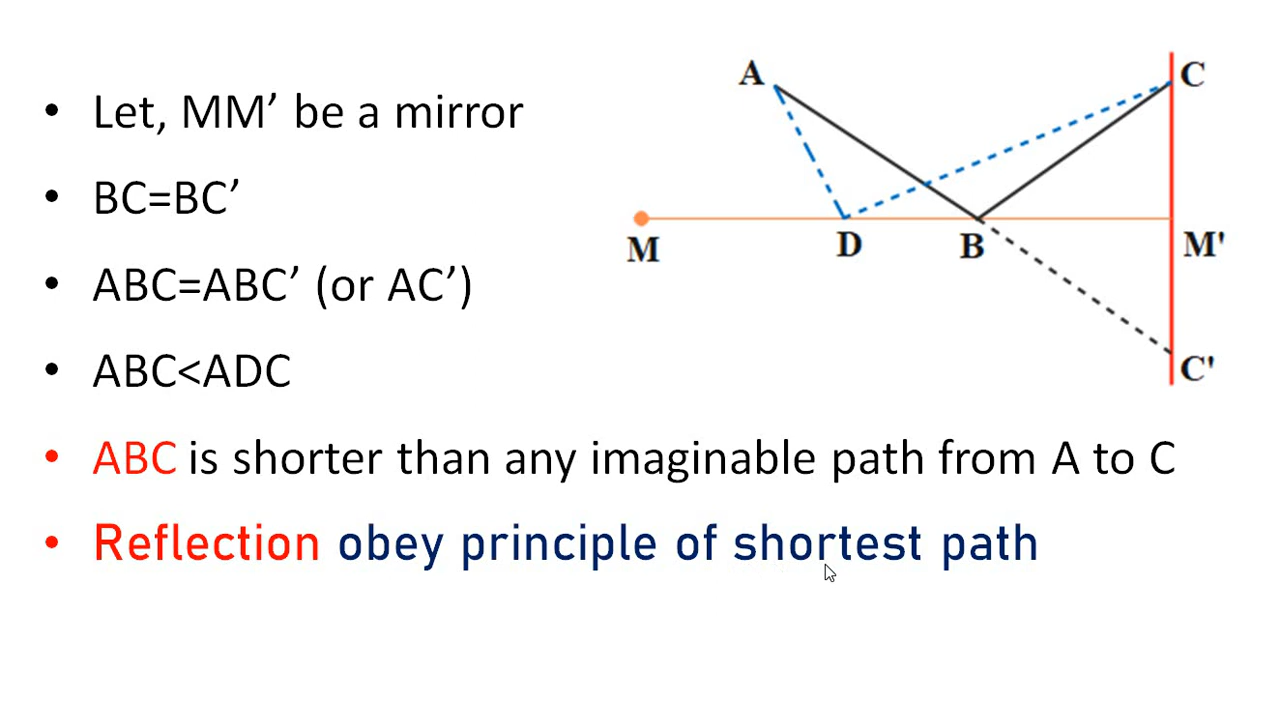 • Let, MM’ be a mirror
• BC=BC’
• ABC=ABC’ (or AC’)
• ABC<ADC
• ABC is shorter than any imaginable path from A to C
• Reflection obey principle of shortest path
A
C
M
D
B
M'
C'